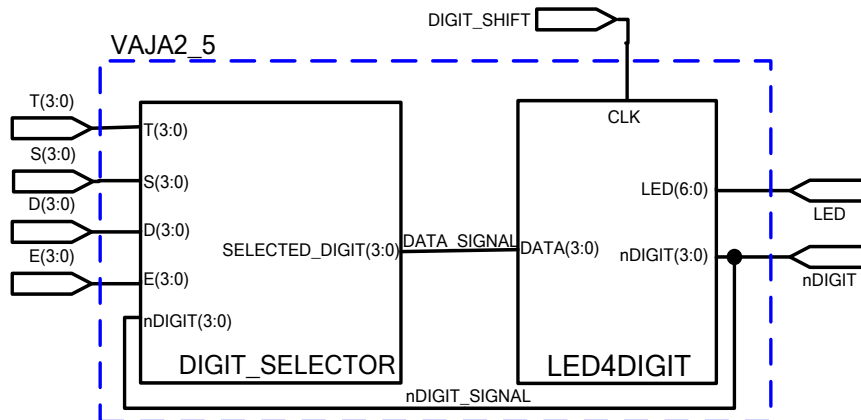 DIGIT_SHIFT
VAJA2_5
T(3:0)
S(3:0)
D(3:0)
E(3:0)
T(3:0)
S(3:0)
D(3:0)
E(3:0)
nDIGIT(3:0)
SELECTED_DIGIT(3:0)
DIGIT_SELECTOR
DATA_SIGNAL
CLK
DATA(3:0)
LED(6:0)
nDIGIT(3:0)
LED4DIGIT
LED
nDIGIT
nDIGIT_SIGNAL